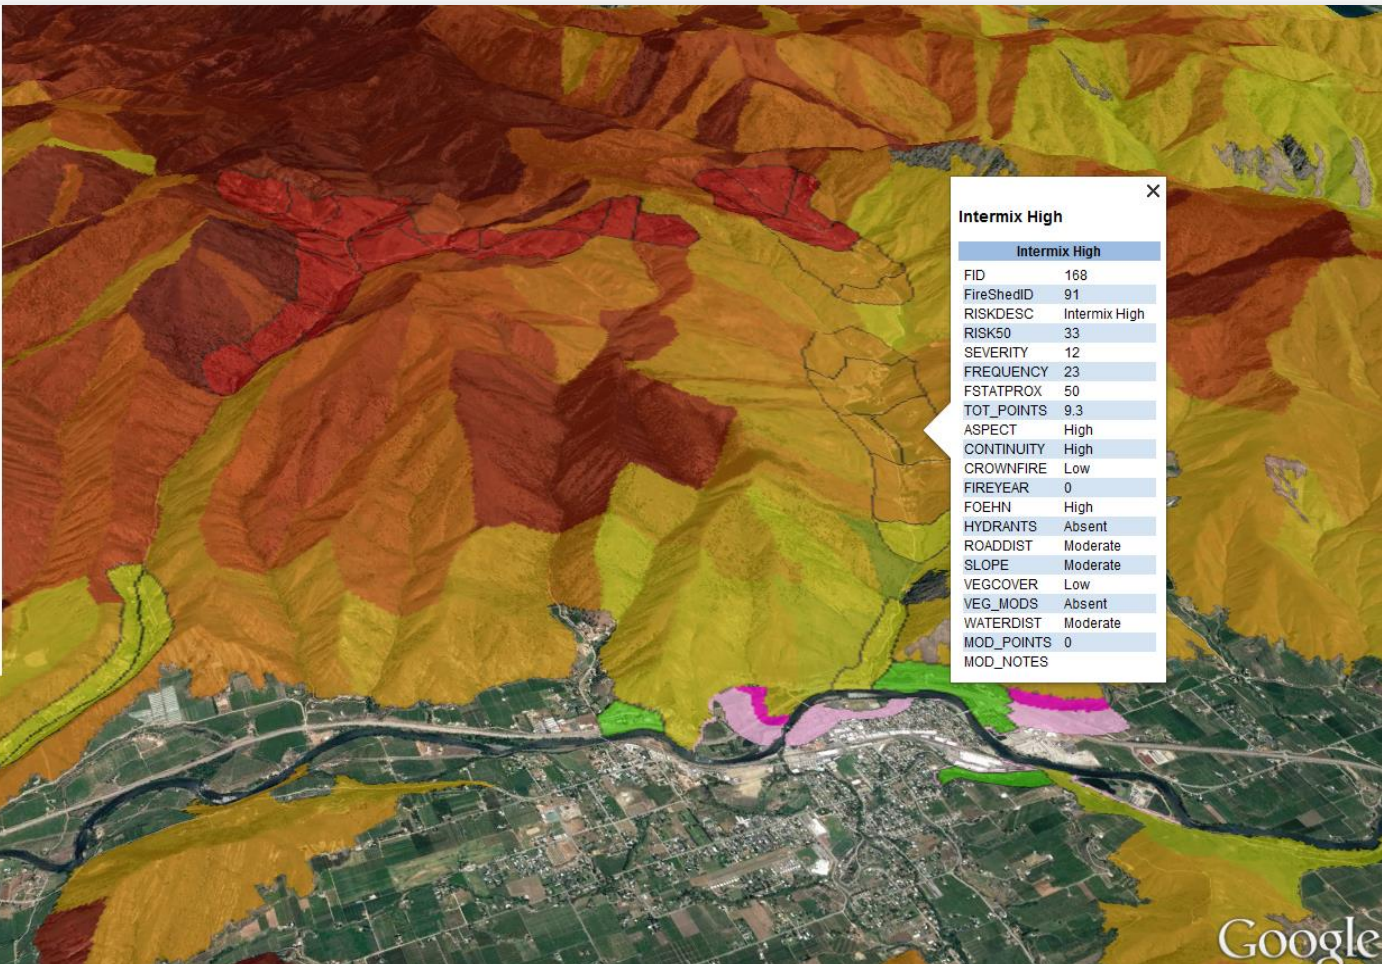 Intermix High
Intermix High
FID 168
FireShedID 91
RISKDESC Intermix High
RISK50 33
SEVERITY 12
FREQUENCY 23
FSTATPROX 50
TOT_POINTS 9.3
ASPECT High
CONTINUITY High
CROWNFIRE Low
FIREYEAR 0
FOEHN High
HYDRANTS Absent
ROADDIST Moderate
SLOPE Moderate
VEGCOVER Low
VEG_MODS Absent
WATERDIST Moderate
MOD_POINTS 0
MOD_NOTES
Google